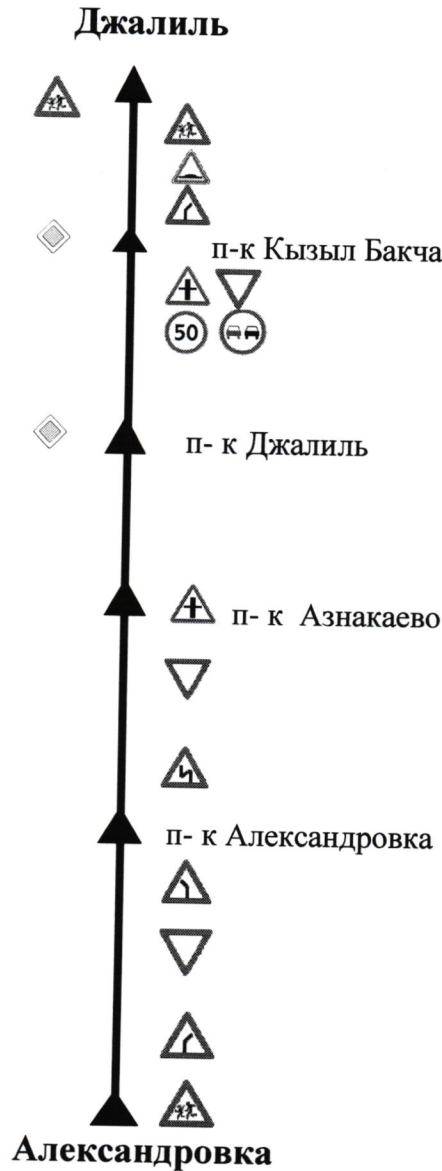 Джалиль
п-к Кызыл Бакча
50
п- к Джалиль
п- к Азнакаево
п- к Александровка
Александровка